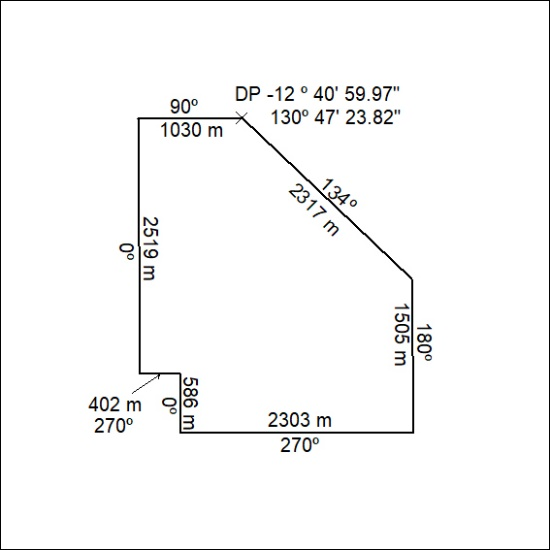 DP -12 º 40' 59.97"
130º 47' 23.82"
90º
1030 m
134º
2317 m
2519 m
0º
1505 m
180º
586 m
0º
402 m
270º
2303 m
270º